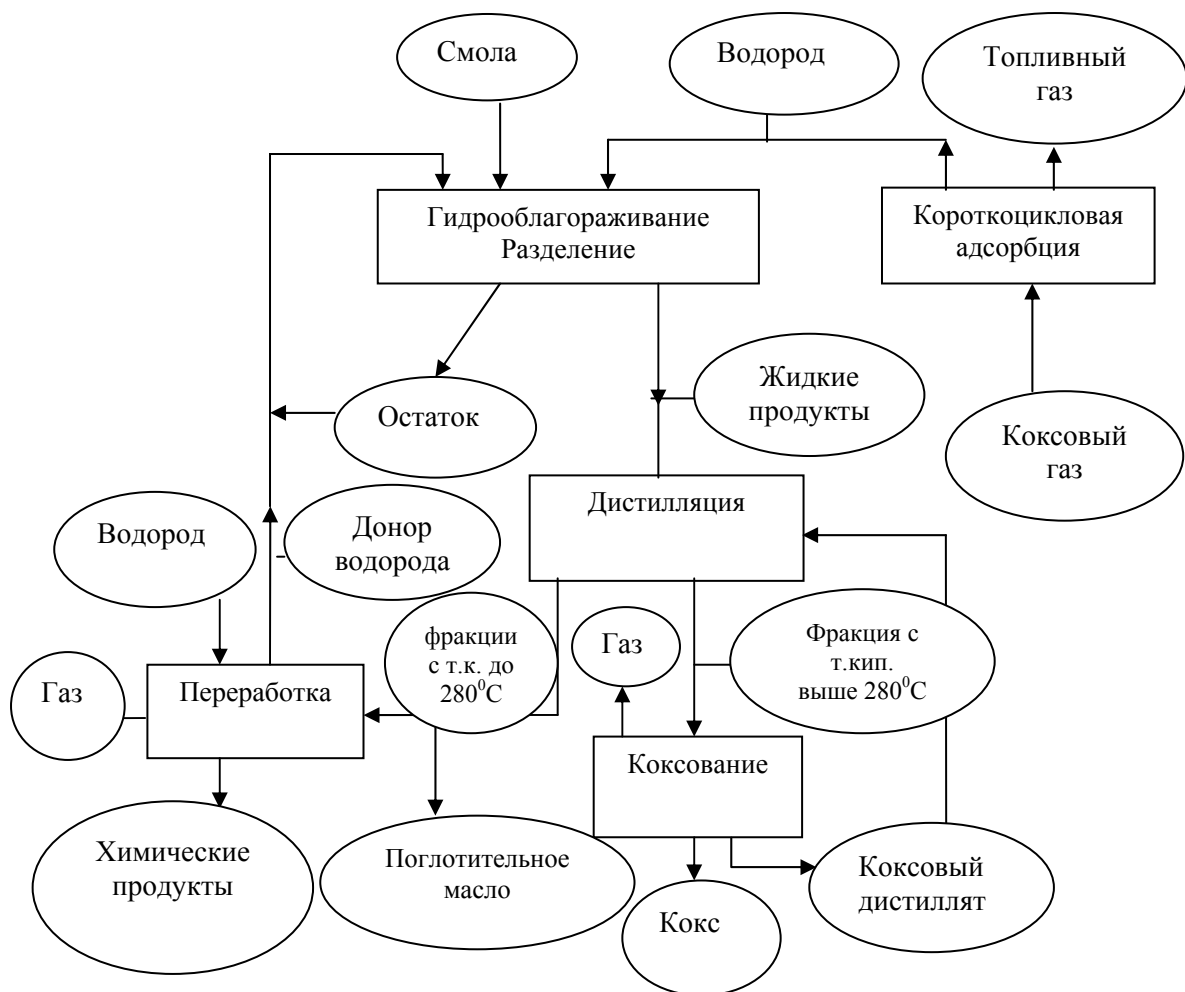 Смола
Водород
Топливный
газ
Гидрооблагораживание
Разделение
Короткоцикловая
адсорбция
Жидкие
продукты
Остаток
Коксовый
газ
Дистилляция
Водород
Донор
водорода
фракции
с т.к. до
280⁰С
Газ
Фракция с
т.кип.
выше 280⁰С
Газ
Переработка
Коксование
Химические
продукты
Поглотительное
масло
Коксовый
дистиллят
Кокс